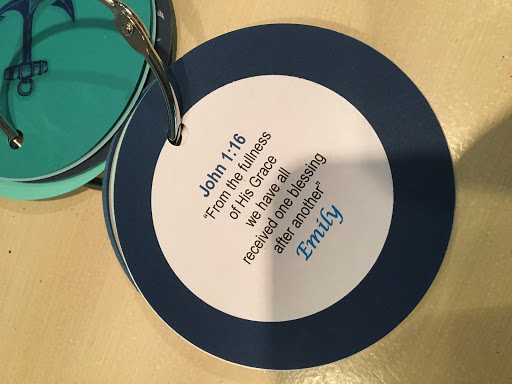 John 1:16
"From the fullness
of His Grace
we have all
received one blessing
after another"
Emily